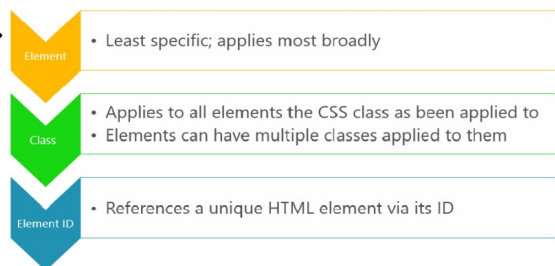 Element
• Least specific; applies most broadly
Class
• Applies to all elements the CSS class as been applied to
• Elements can have multiple classes applied to them
Element ID
• References a unique HTML element via its ID